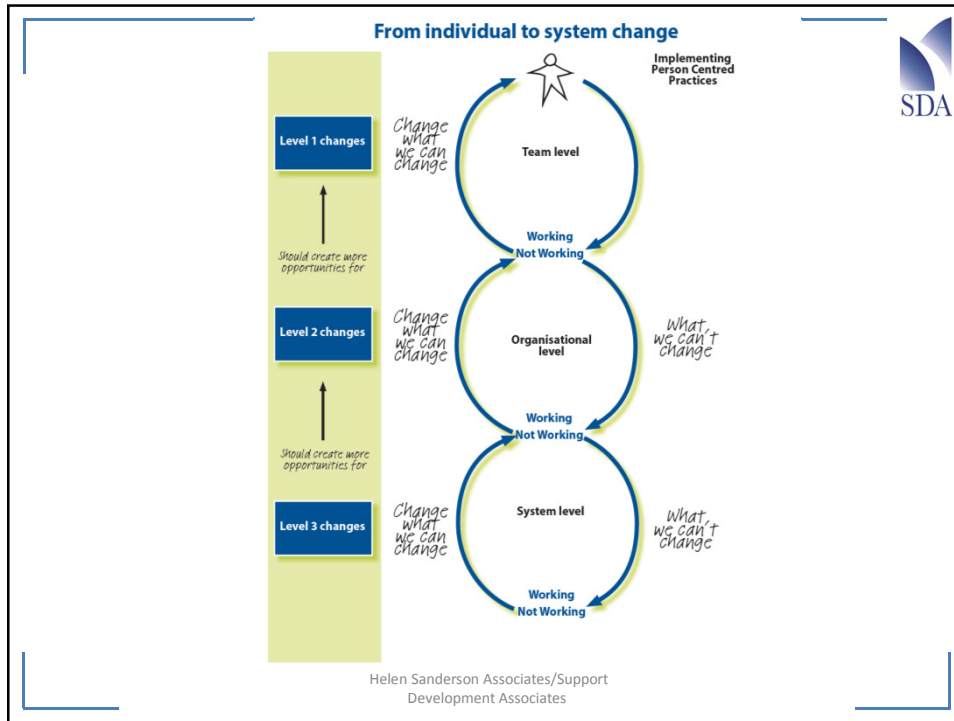 From individual to system change
Implementing
Person Centred
Practices
SDA
Level 1 changes
Change
what
we can
change
Team level
Should create more
opportunities for
Working
Not Working
Level 2 changes
Change
what
we can
change
Organisational
level
What
we can't
change
Should create more
opportunities for
Working
Not Working
Level 3 changes
Change
what
we can
change
System level
What
we can't
change
Working
Not Working
Helen Sanderson Associates/Support
Development Associates